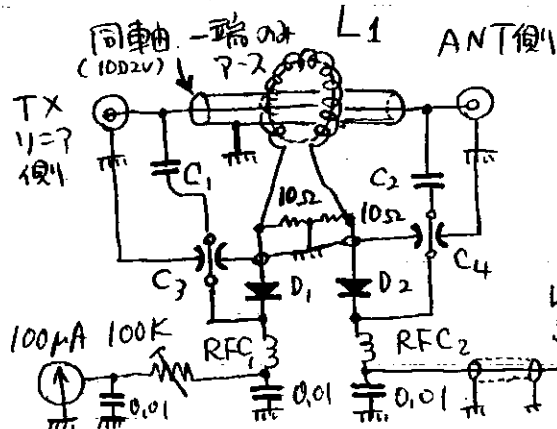 同軸 一端のみ
(10D2V) アース
L1
ANT側
TX
リニア
側
C1
C2
10Ω
10Ω
C3
C4
D1
D2
100μA 100K
RFC1
RFC2
0,01
0,01
0,01